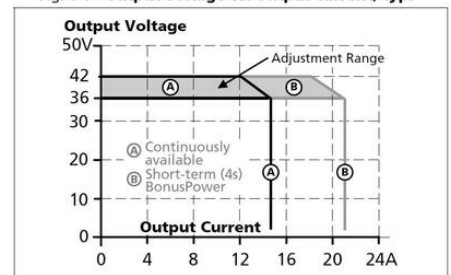 Output Voltage
50V
Adjustment Range
42
A
B
36
30
A Continuously
available
20
B Short-term (4s)
BonusPower
A
B
10
Output Current
0
0 4 8 12 16 20 24A